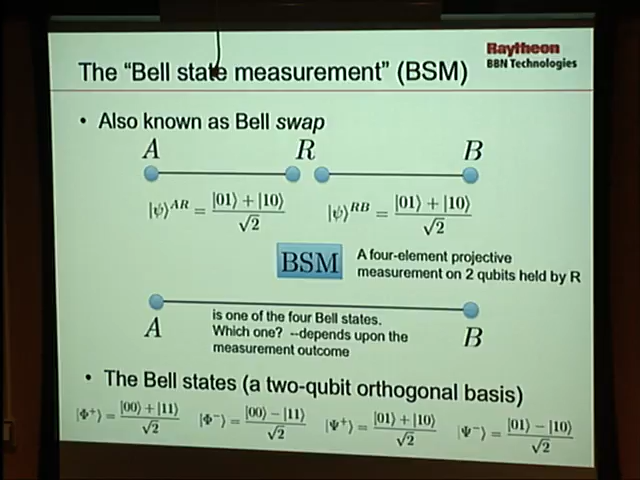 The "Bell state measurement" (BSM)
Raytheon
BBN Technologies
• Also known as Bell swap
A R B
|ψ⟩^{AR} = (|01⟩ + |10⟩)/√2 |ψ⟩^{RB} = (|01⟩ + |10⟩)/√2
BSM
A four-element projective
measurement on 2 qubits held by R
A B
is one of the four Bell states.
Which one? --depends upon the
measurement outcome
• The Bell states (a two-qubit orthogonal basis)
|Φ⁺⟩ = (|00⟩ + |11⟩)/√2 |Φ⁻⟩ = (|00⟩ − |11⟩)/√2 |Ψ⁺⟩ = (|01⟩ + |10⟩)/√2 |Ψ⁻⟩ = (|01⟩ − |10⟩)/√2